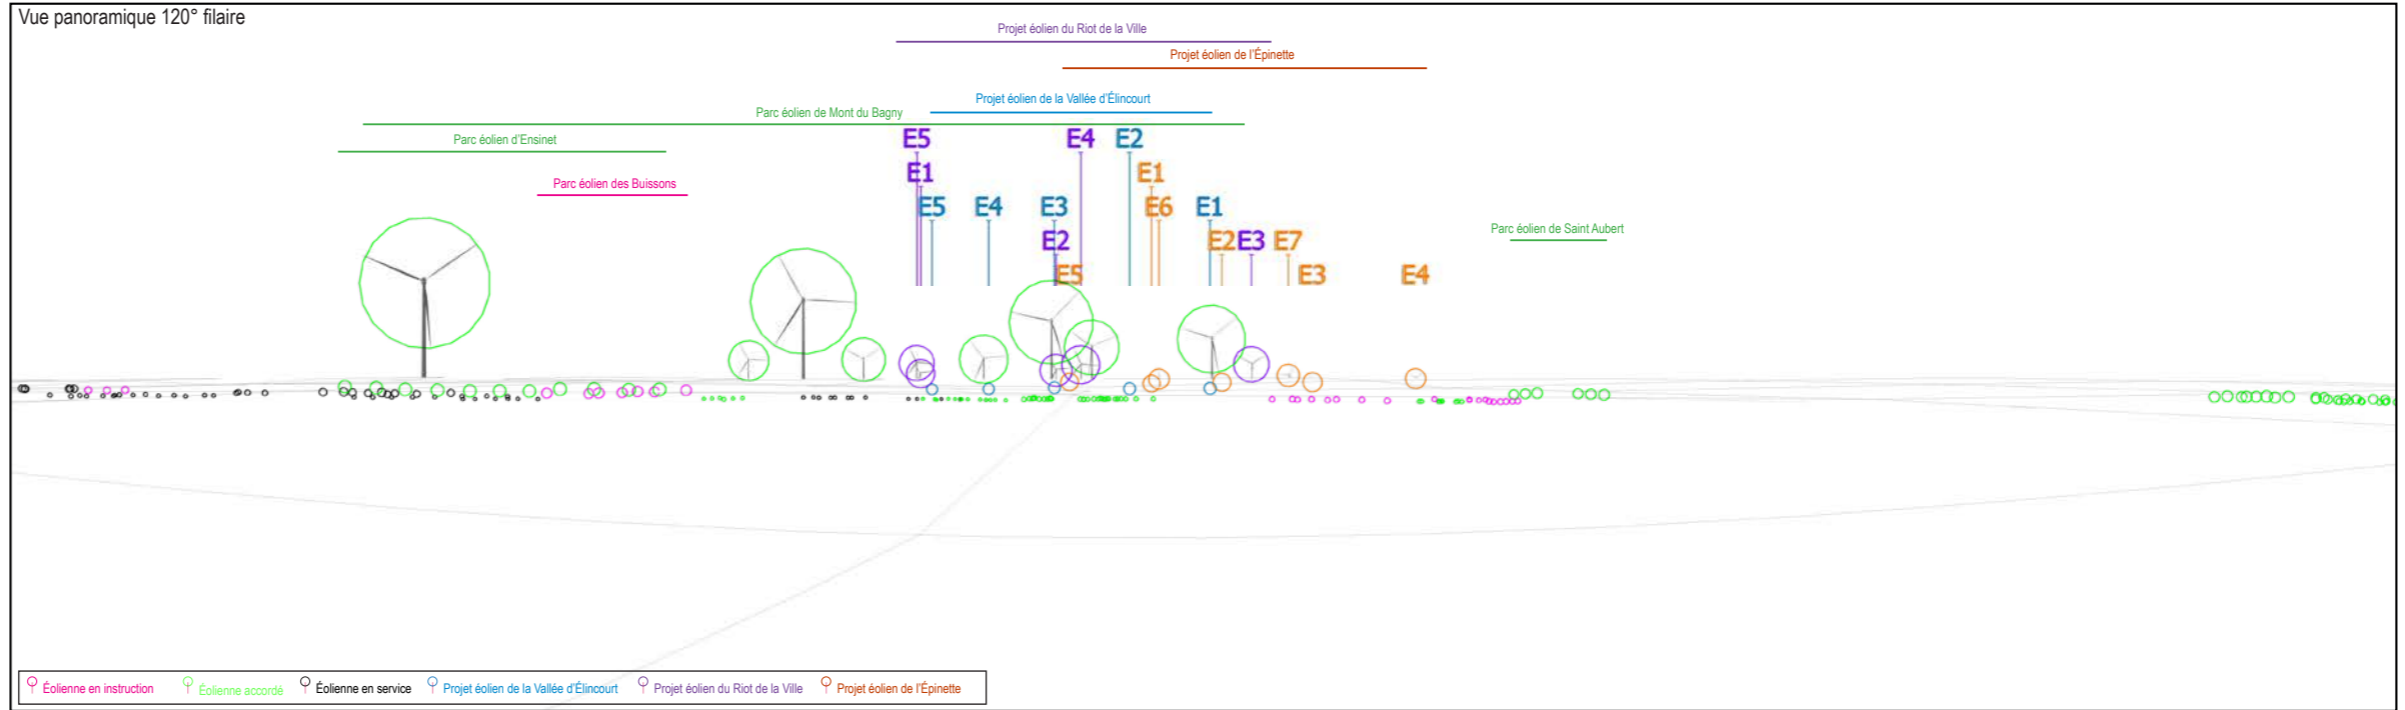 Vue panoramique 120° filaire
Projet éolien du Riot de la Ville
Projet éolien de l'Épinette
Projet éolien de la Vallée d'Élincourt
Parc éolien de Mont du Bagny
Parc éolien d'Ensinet
Parc éolien des Buissons
E5 E4 E2
E1 E1
E5 E4 E3 E6 E1
Parc éolien de Saint Aubert
E2 E2 E3 E7
E5 E3 E4
Éolienne en instruction Éolienne accordé Éolienne en service Projet éolien de la Vallée d'Élincourt Projet éolien du Riot de la Ville Projet éolien de l'Épinette